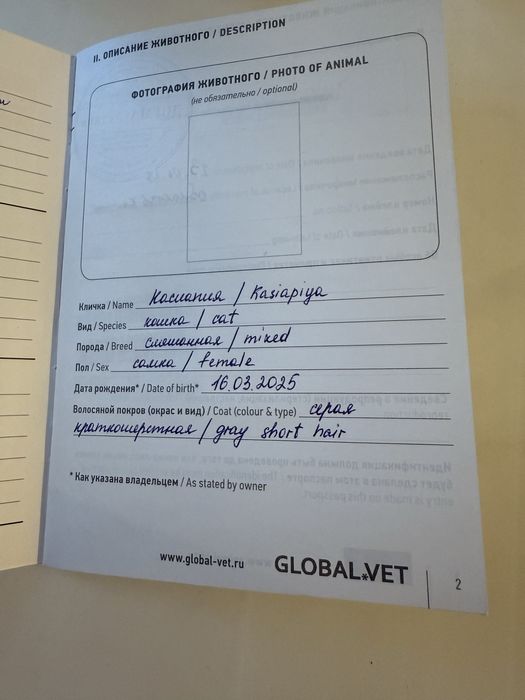 II. ОПИСАНИЕ ЖИВОТНОГО / DESCRIPTION
ФОТОГРАФИЯ ЖИВОТНОГО / PHOTO OF ANIMAL
(не обязательно / optional)
Кличка / Name Касиапия / Kasiapiya
Вид / Species кошка / cat
Порода / Breed смешанная / mixed
Пол / Sex самка / female
Дата рождения* / Date of birth* 16.03.2025
Волосяной покров (окрас и вид) / Coat (colour & type) серая
краткошерстная / gray short hair
* Как указана владельцем / As stated by owner
www.global-vet.ru GLOBAL.VET
2